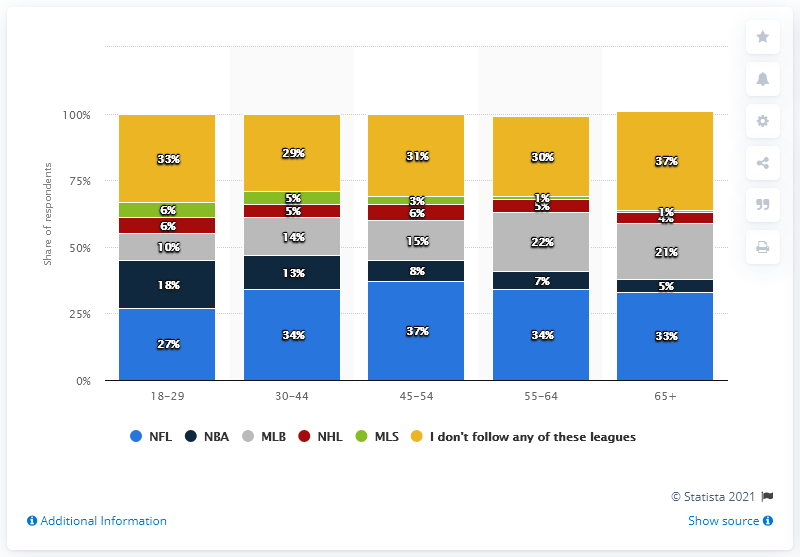 100%
75%
50%
25%
0%
Share of respondents
33% 29% 31% 30% 37%
6% 5% 3% 1% 1%
6% 5% 6% 5% 4%
10% 14% 15% 22% 21%
18% 13% 8% 7% 5%
27% 34% 37% 34% 33%
18–29 30–44 45–54 55–64 65+
NFL NBA MLB NHL MLS I don't follow any of these leagues
© Statista 2021
Additional Information Show source